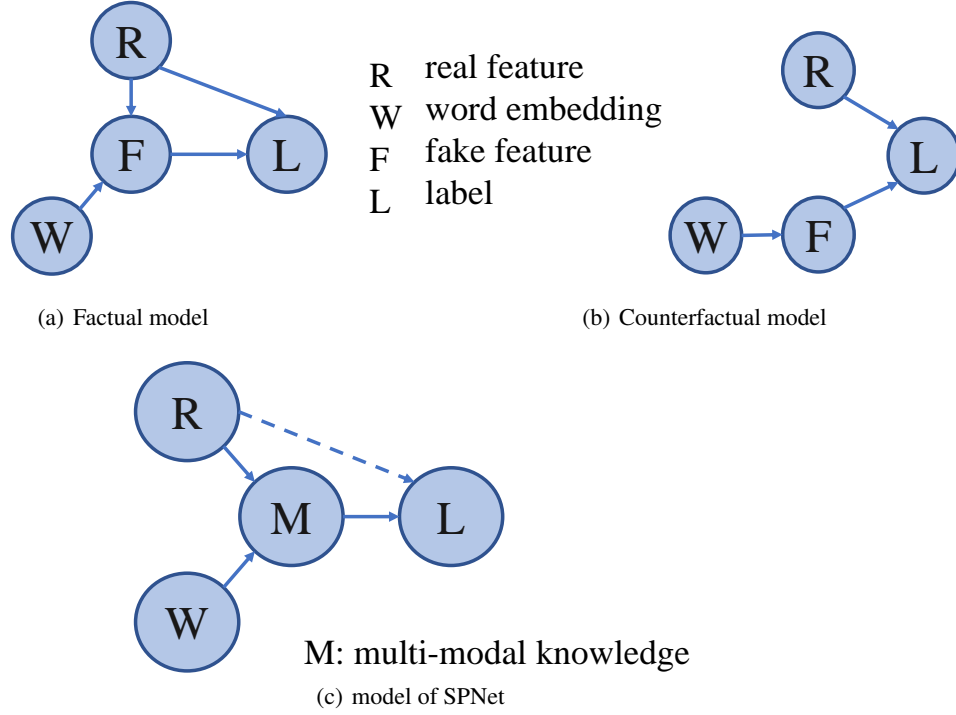 R
F
L
W
R real feature
W word embedding
F fake feature
L label
R
L
W
F
(a) Factual model
(b) Counterfactual model
R
M
L
W
M: multi-modal knowledge
(c) model of SPNet